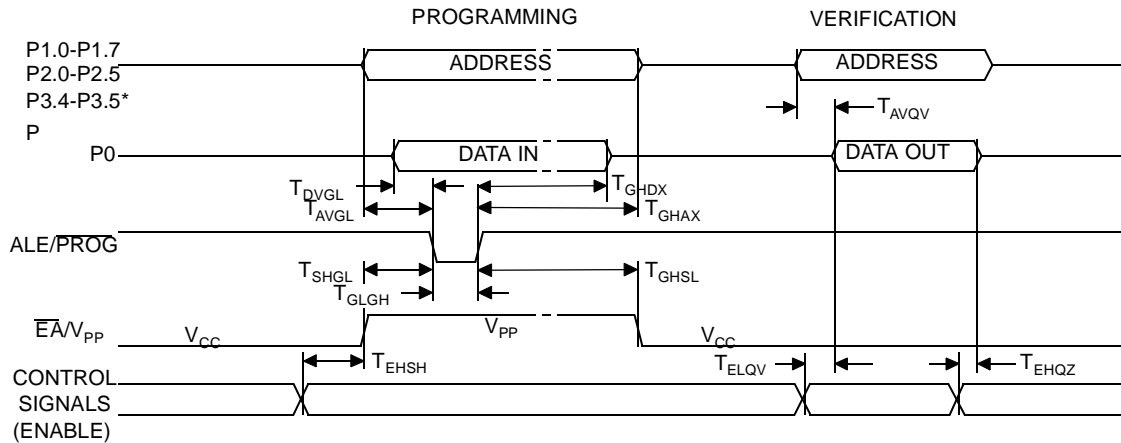 PROGRAMMING
VERIFICATION
P1.0-P1.7
P2.0-P2.5
P3.4-P3.5*
P
ADDRESS
ADDRESS
TAVQV
P0
DATA IN
DATA OUT
TDVGL
TGHDX
TAVGL
TGHAX
ALE/PROG
TSHGL
TGHSL
TGLGH
EA/VPP
VCC
VPP
VCC
TEHSH
TELQV
TEHQZ
CONTROL
SIGNALS
(ENABLE)